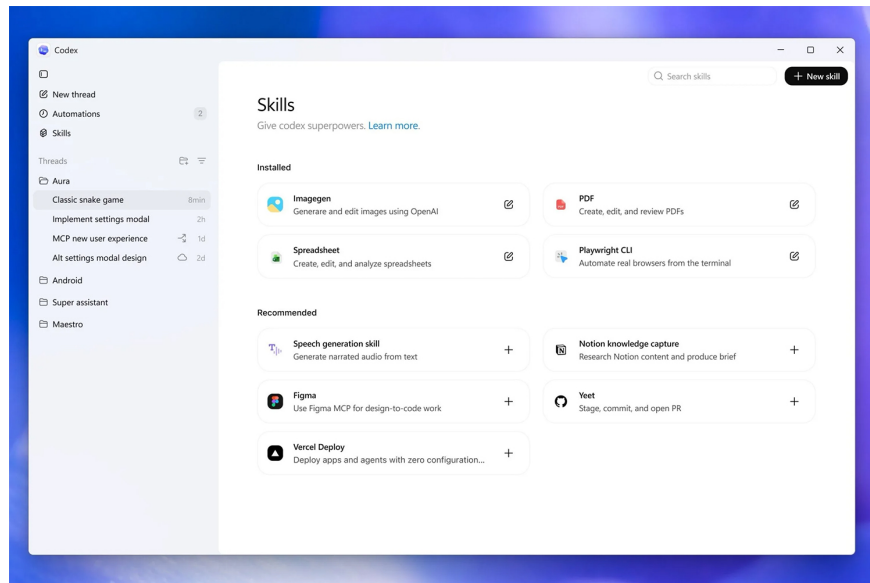 Codex
New thread
Automations 2
Skills
Threads
Aura
Classic snake game 8min
Implement settings modal 2h
MCP new user experience 1d
Alt settings modal design 2d
Android
Super assistant
Maestro
Search skills
New skill
Skills
Give codex superpowers. Learn more.
Installed
Imagegen
Generare and edit images using OpenAI
PDF
Create, edit, and review PDFs
Spreadsheet
Create, edit, and analyze spreadsheets
Playwright CLI
Automate real browsers from the terminal
Recommended
Speech generation skill
Generate narrated audio from text
Notion knowledge capture
Research Notion content and produce brief
Figma
Use Figma MCP for design-to-code work
Yeet
Stage, commit, and open PR
Vercel Deploy
Deploy apps and agents with zero configuration...